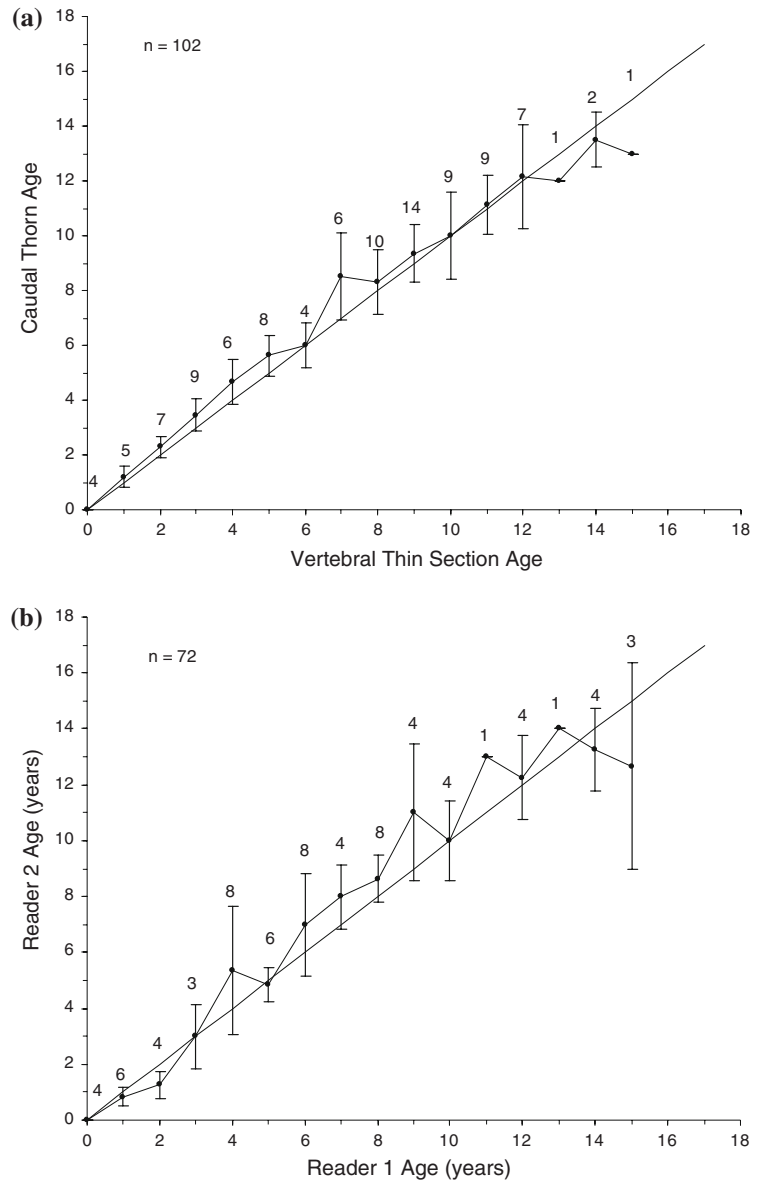 (a)
n = 102
Caudal Thorn Age
18
16
14
12
10
8
6
4
2
0
4 5 7 9 6 8 4 6 10 14 9 9 7 1 2 1
0 2 4 6 8 10 12 14 16 18
Vertebral Thin Section Age
(b)
n = 72
Reader 2 Age (years)
18
16
14
12
10
8
6
4
2
0
4 6 4 3 8 6 8 4 8 4 4 1 4 1 4 3
0 2 4 6 8 10 12 14 16 18
Reader 1 Age (years)